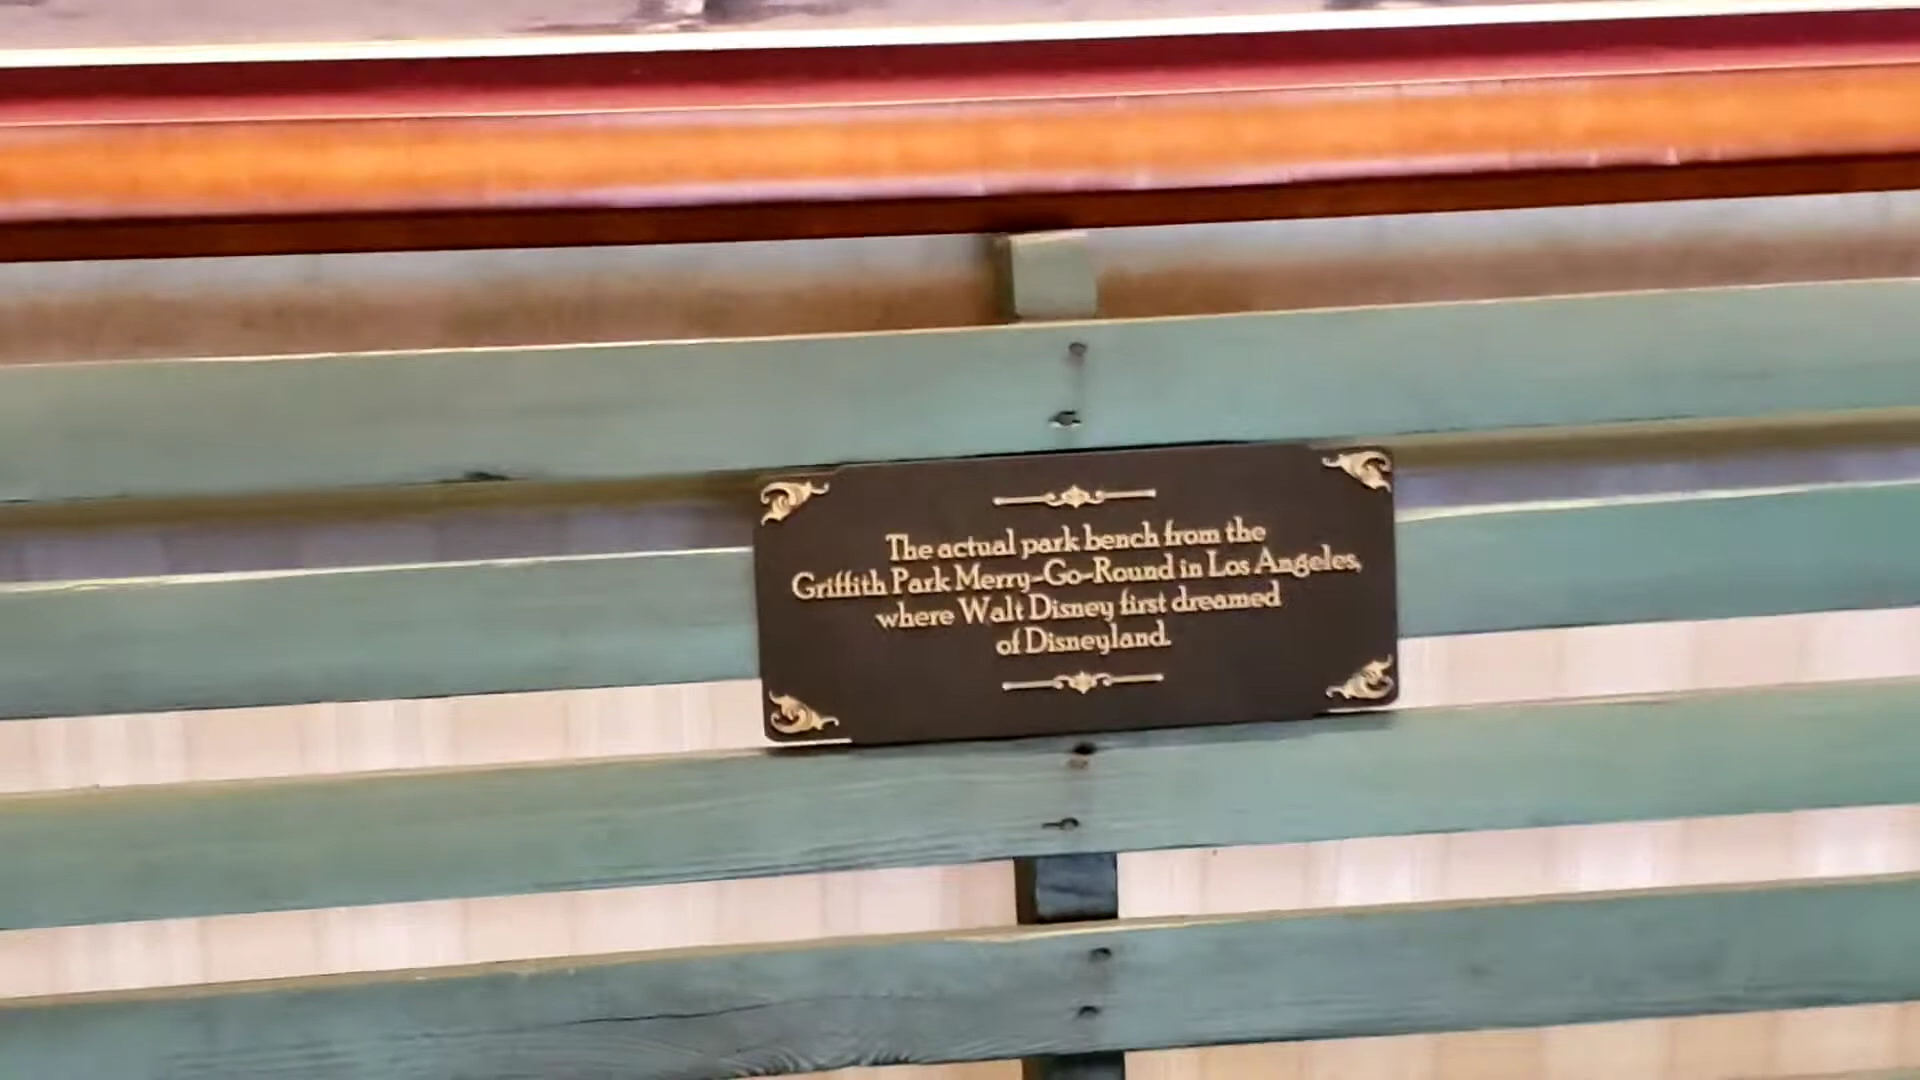 The actual park bench from the
Griffith Park Merry-Go-Round in Los Angeles,
where Walt Disney first dreamed
of Disneyland.